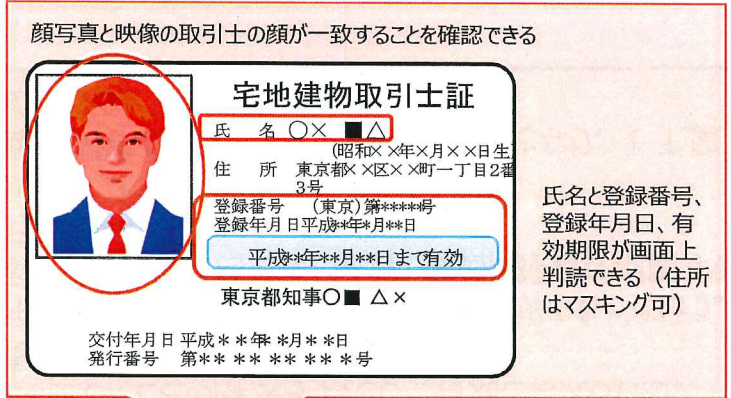 顔写真と映像の取引士の顔が一致することを確認できる
宅地建物取引士証
氏　名 ○× ■△
(昭和××年×月××日生
住　所　東京都××区××町一丁目2番
3号
登録番号　(東京)第*****号
登録年月日平成**年*月**日
平成**年**月**日まで有効
東京都知事○■ △×
交付年月日 平成＊＊年＊＊月＊＊日
発行番号　第＊＊ ＊＊ ＊＊ ＊＊ ＊号
氏名と登録番号、
登録年月日、有
効期限が画面上
判読できる（住所
はマスキング可）